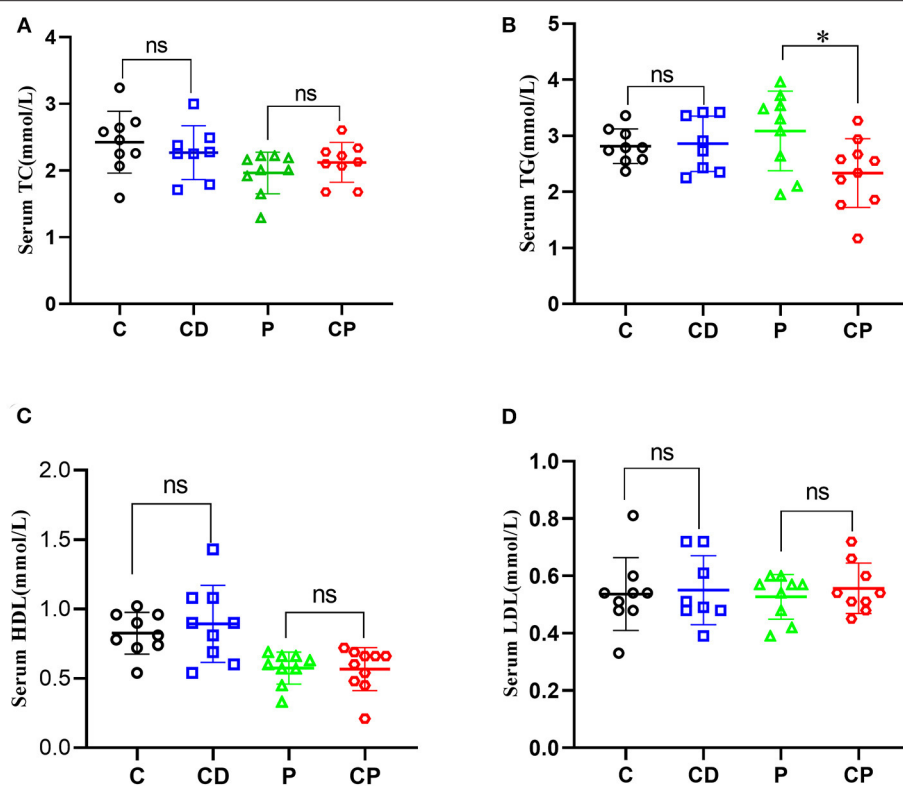 A
Serum TC(mmol/L)
4
3
2
1
0
ns
ns
C CD P CP
B
Serum TG(mmol/L)
5
4
3
2
1
0
ns
*
C CD P CP
C
Serum HDL(mmol/L)
2.0
1.5
1.0
0.5
0.0
ns
ns
C CD P CP
D
Serum LDL(mmol/L)
1.0
0.8
0.6
0.4
0.2
0.0
ns
ns
C CD P CP